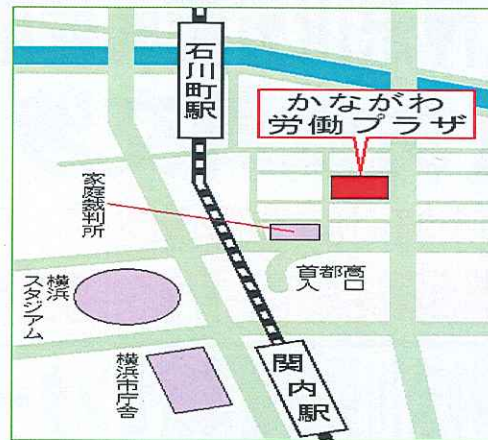 石川町駅
かながわ
労働プラザ
家庭裁判所
首都高
入口
横浜
スタジアム
横浜市庁舎
関内駅